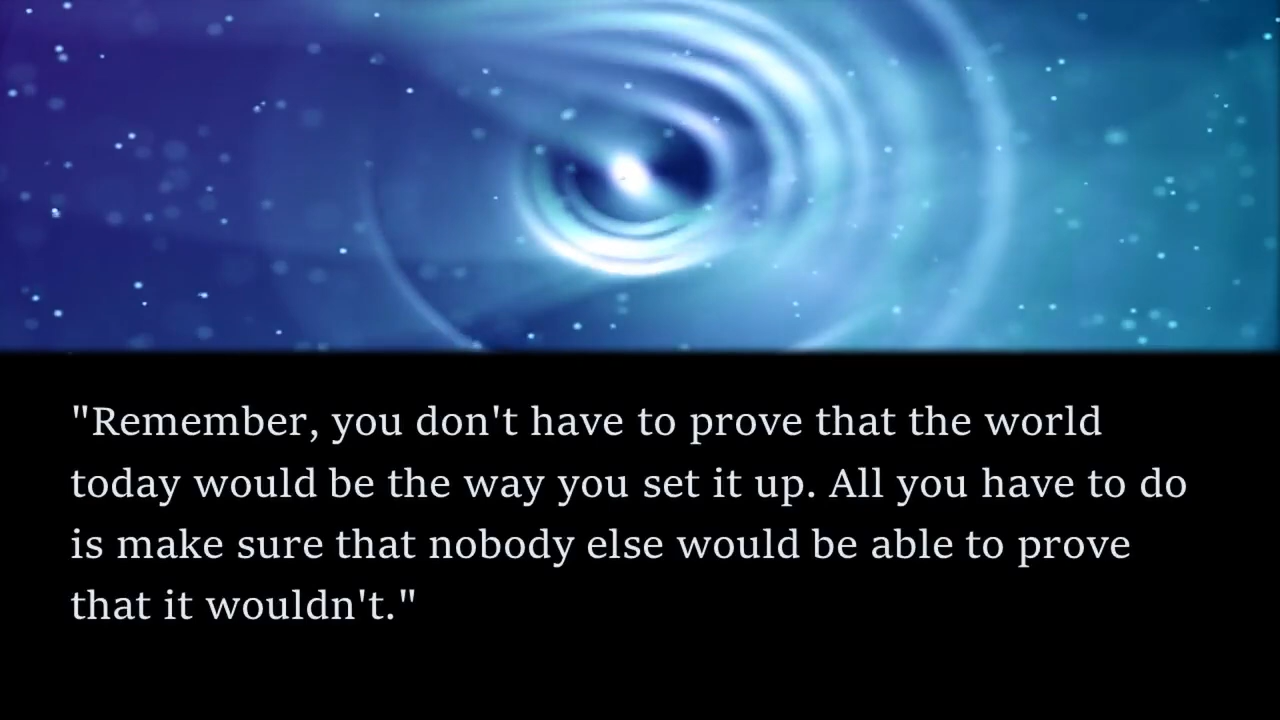 "Remember, you don't have to prove that the world
today would be the way you set it up. All you have to do
is make sure that nobody else would be able to prove
that it wouldn't."